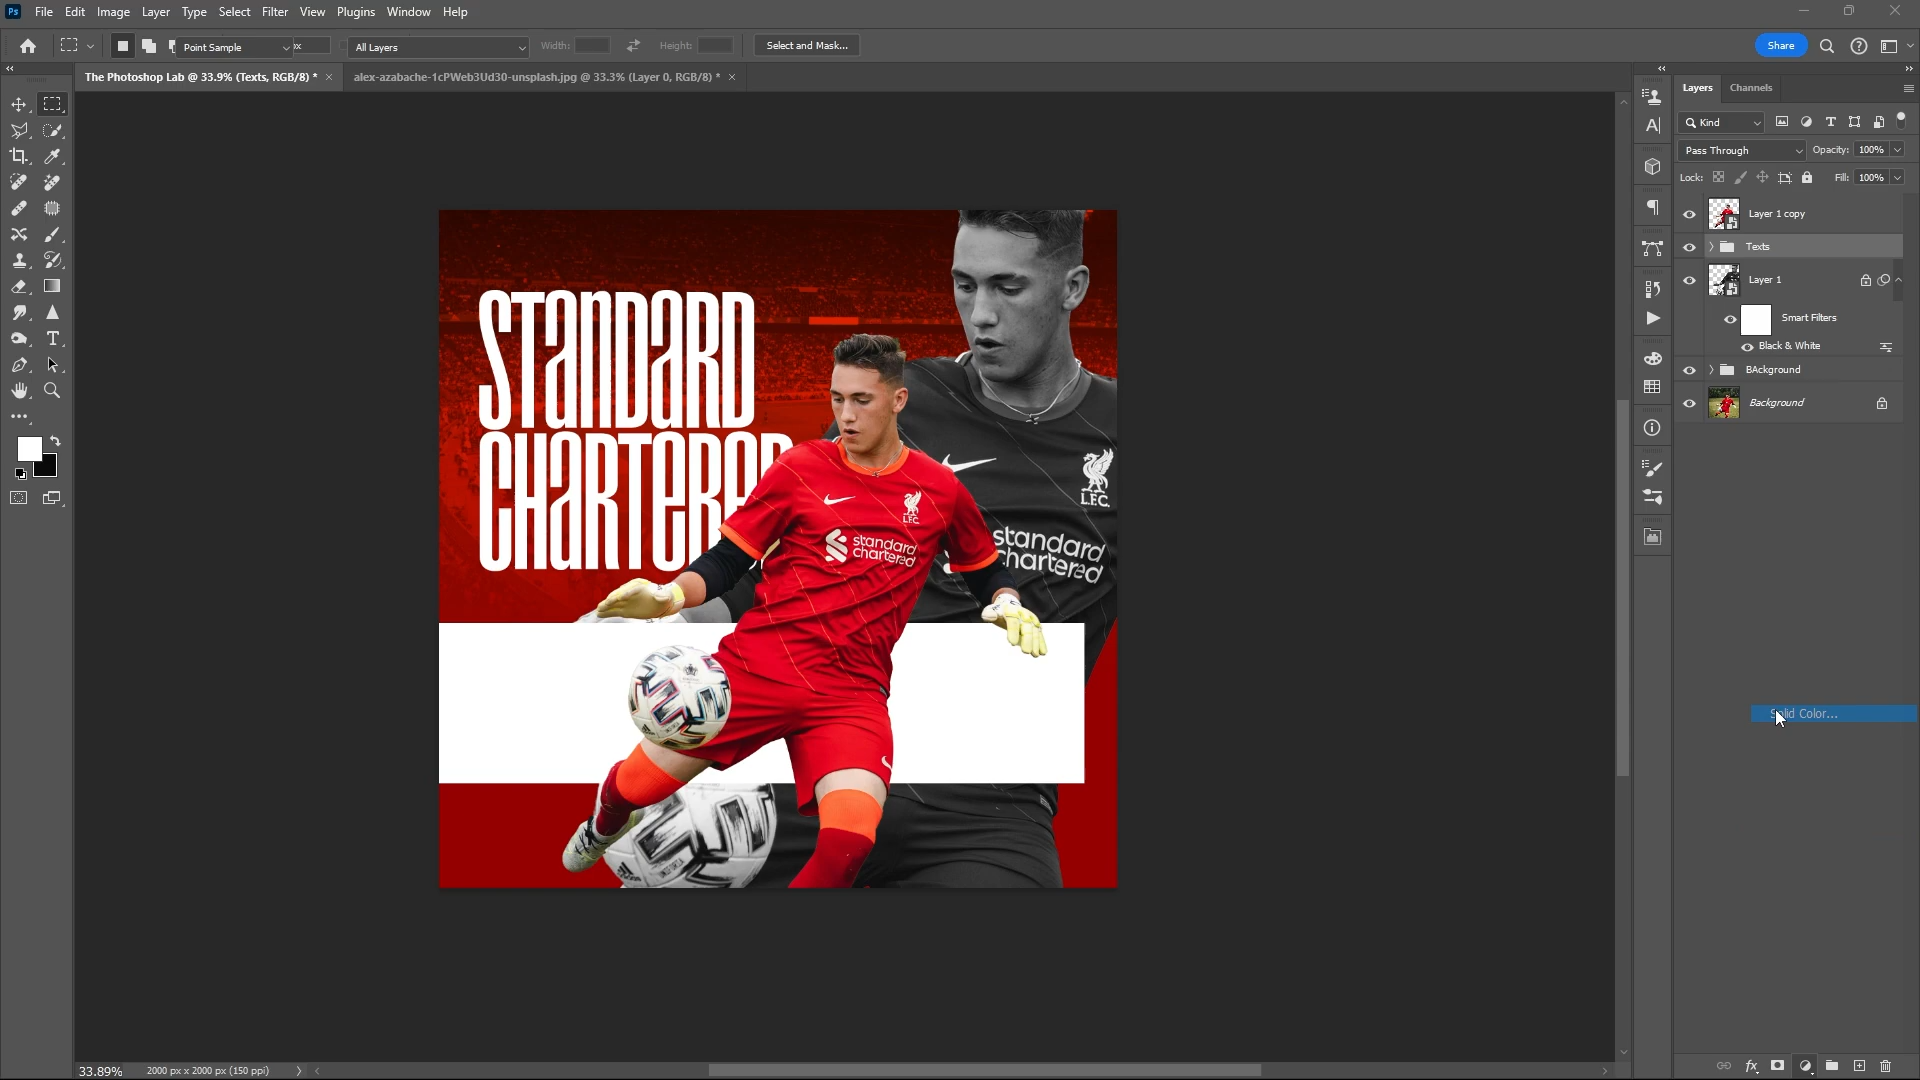 Ps File Edit Image Layer Type Select Filter View Plugins Window Help
Point Sample
All Layers
Width:
Height:
Select and Mask...
Share
The Photoshop Lab @ 33.9% (Texts, RGB/8) *
alex-azabache-1cPWeb3Ud30-unsplash.jpg @ 33.3% (Layer 0, RGB/8) *
Layers
Channels
Kind
Pass Through
Opacity: 100%
Lock:
Fill: 100%
Layer 1 copy
Texts
Layer 1
Smart Filters
Black & White
BAckground
Background
Solid Color...
STANDARD
CHARTERED
L.F.C.
standard
chartered
L.F.C.
standard
chartered
33.89%
2000 px x 2000 px (150 ppi)